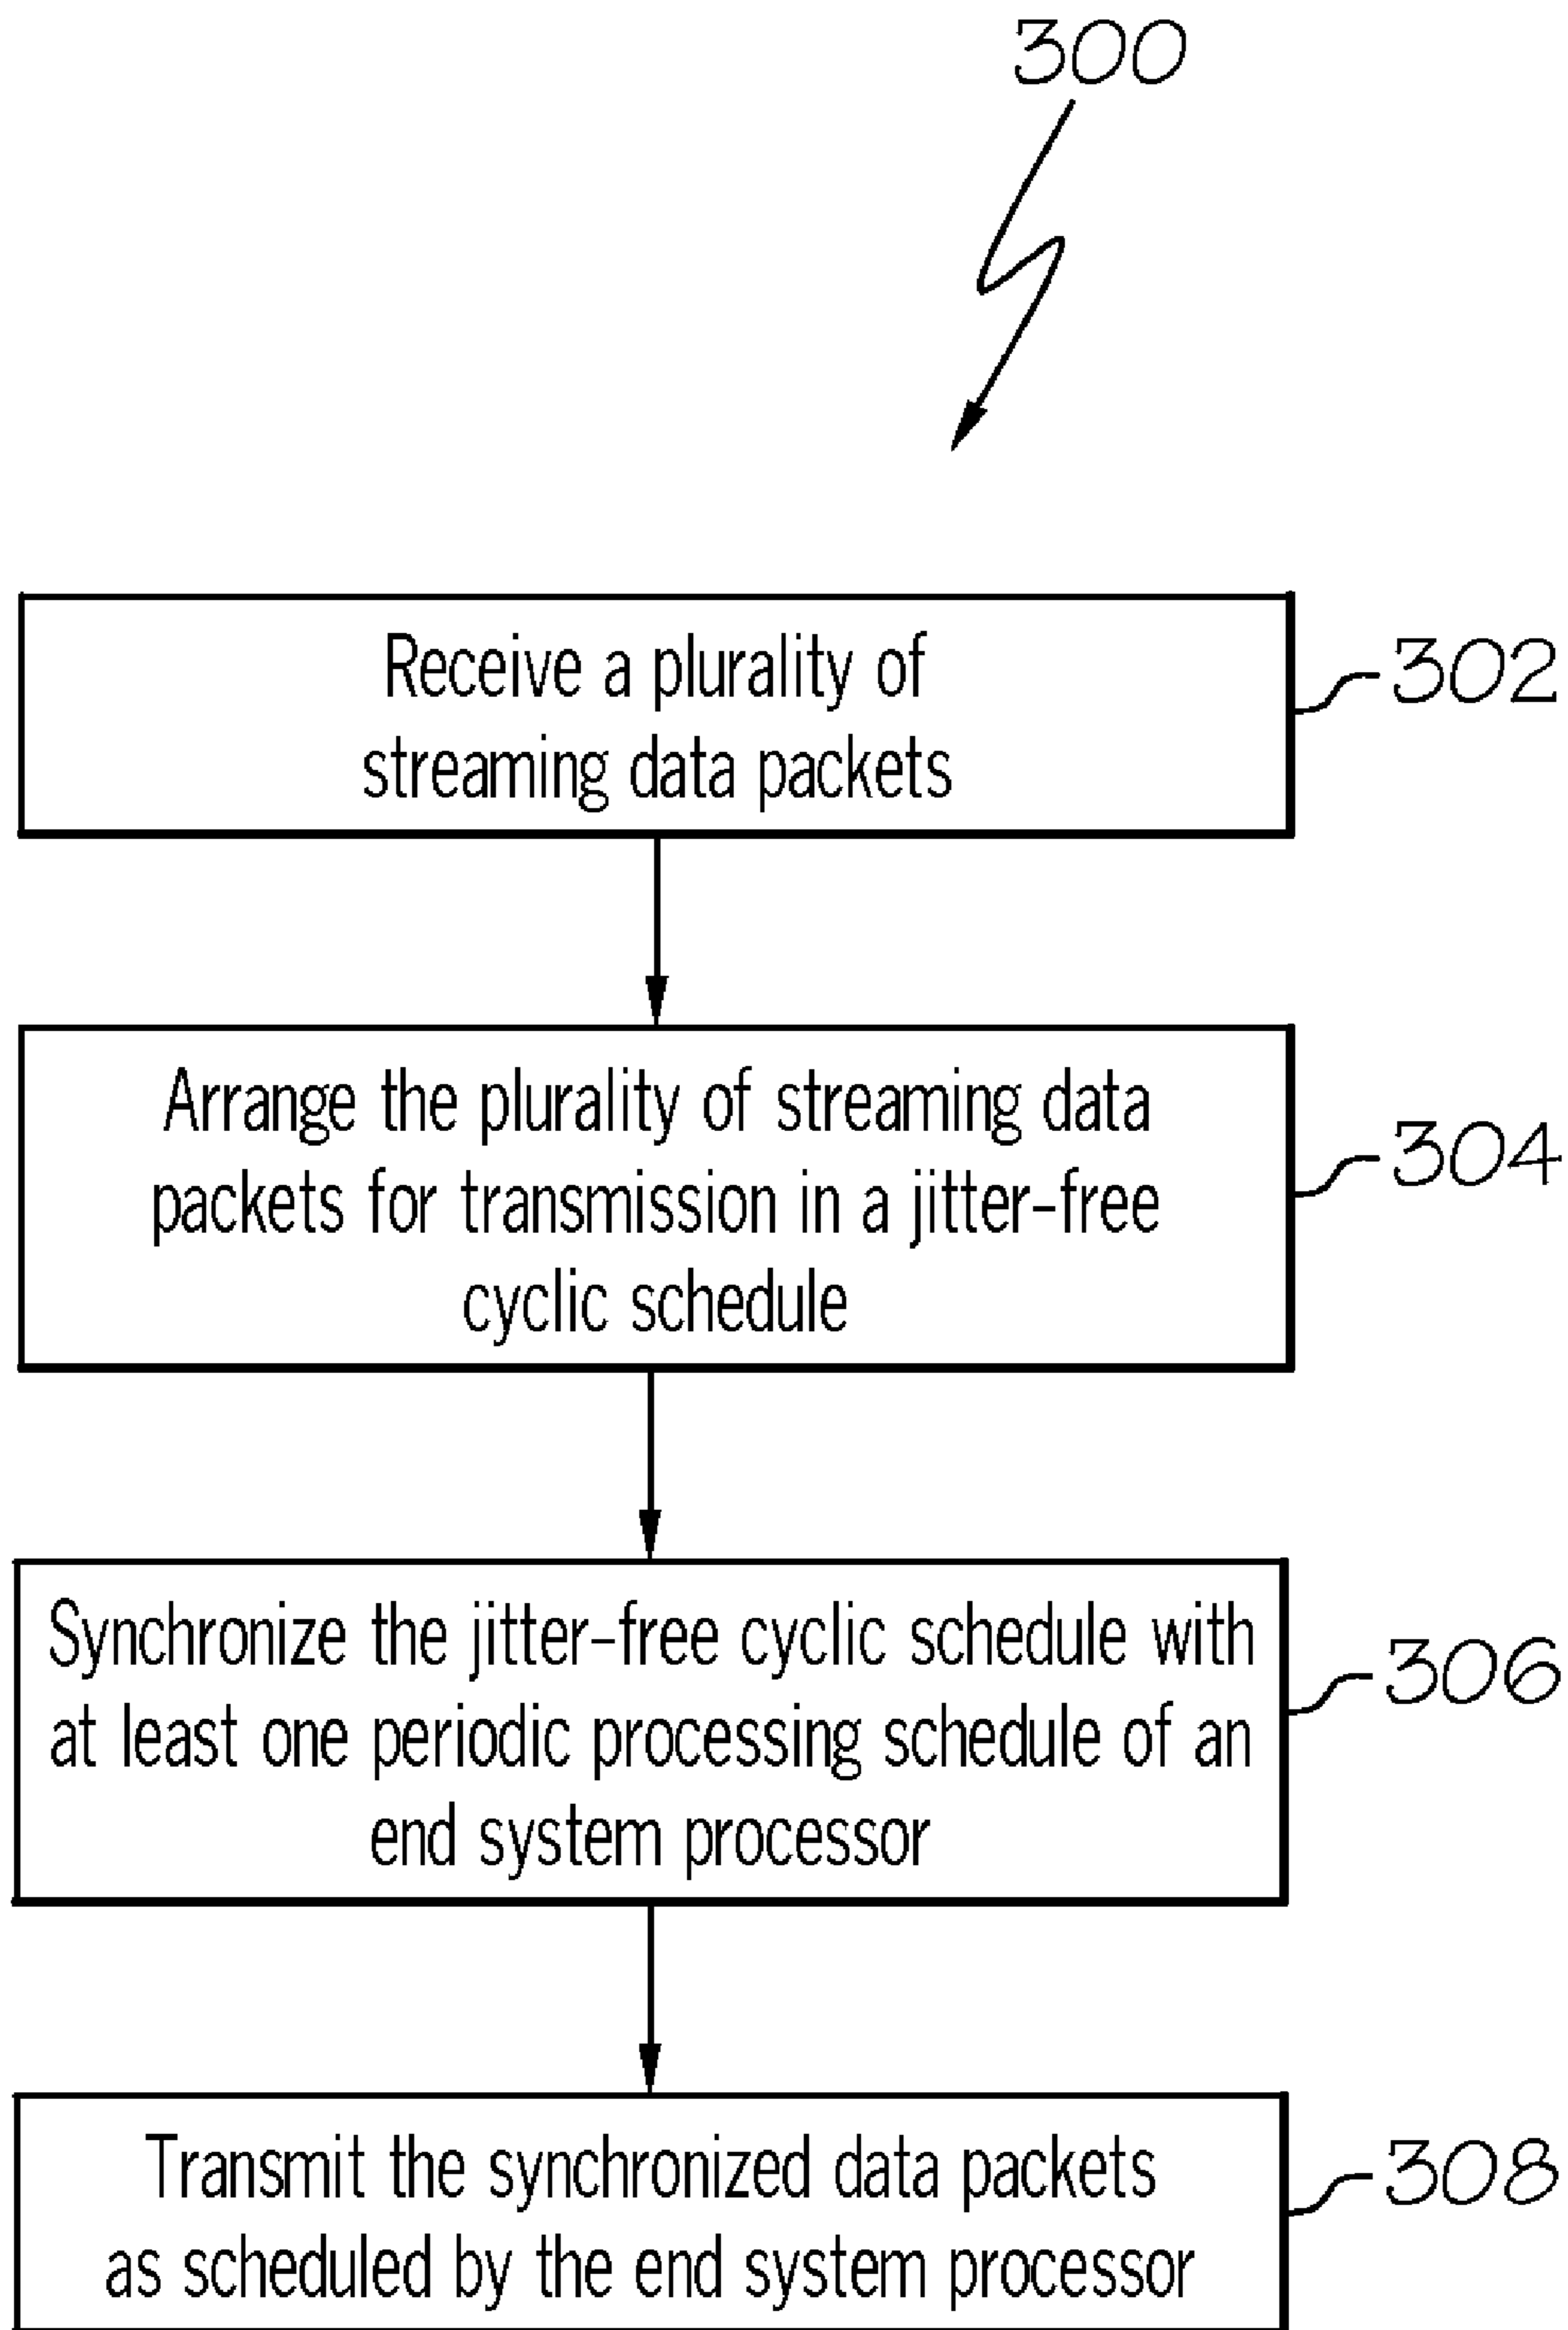 300
Receive a plurality of
streaming data packets
302
Arrange the plurality of streaming data
packets for transmission in a jitter-free
cyclic schedule
304
Synchronize the jitter-free cyclic schedule with
at least one periodic processing schedule of an
end system processor
306
Transmit the synchronized data packets
as scheduled by the end system processor
308